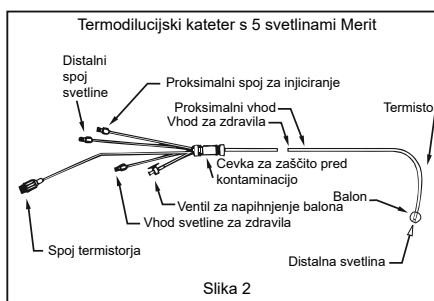 Termodilucijski kateter s 5 svetlinami Merit
Distalni
spoj
svetline
Proksimalni spoj za injiciranje
Proksimalni vhod
Vhod za zdravila
Termisto
Cevka za zaščito pred
kontaminacijo
Ventil za napihnjenje balona
Vhod svetline za zdravila
Spoj termistorja
Balon
Distalna svetlina
Slika 2